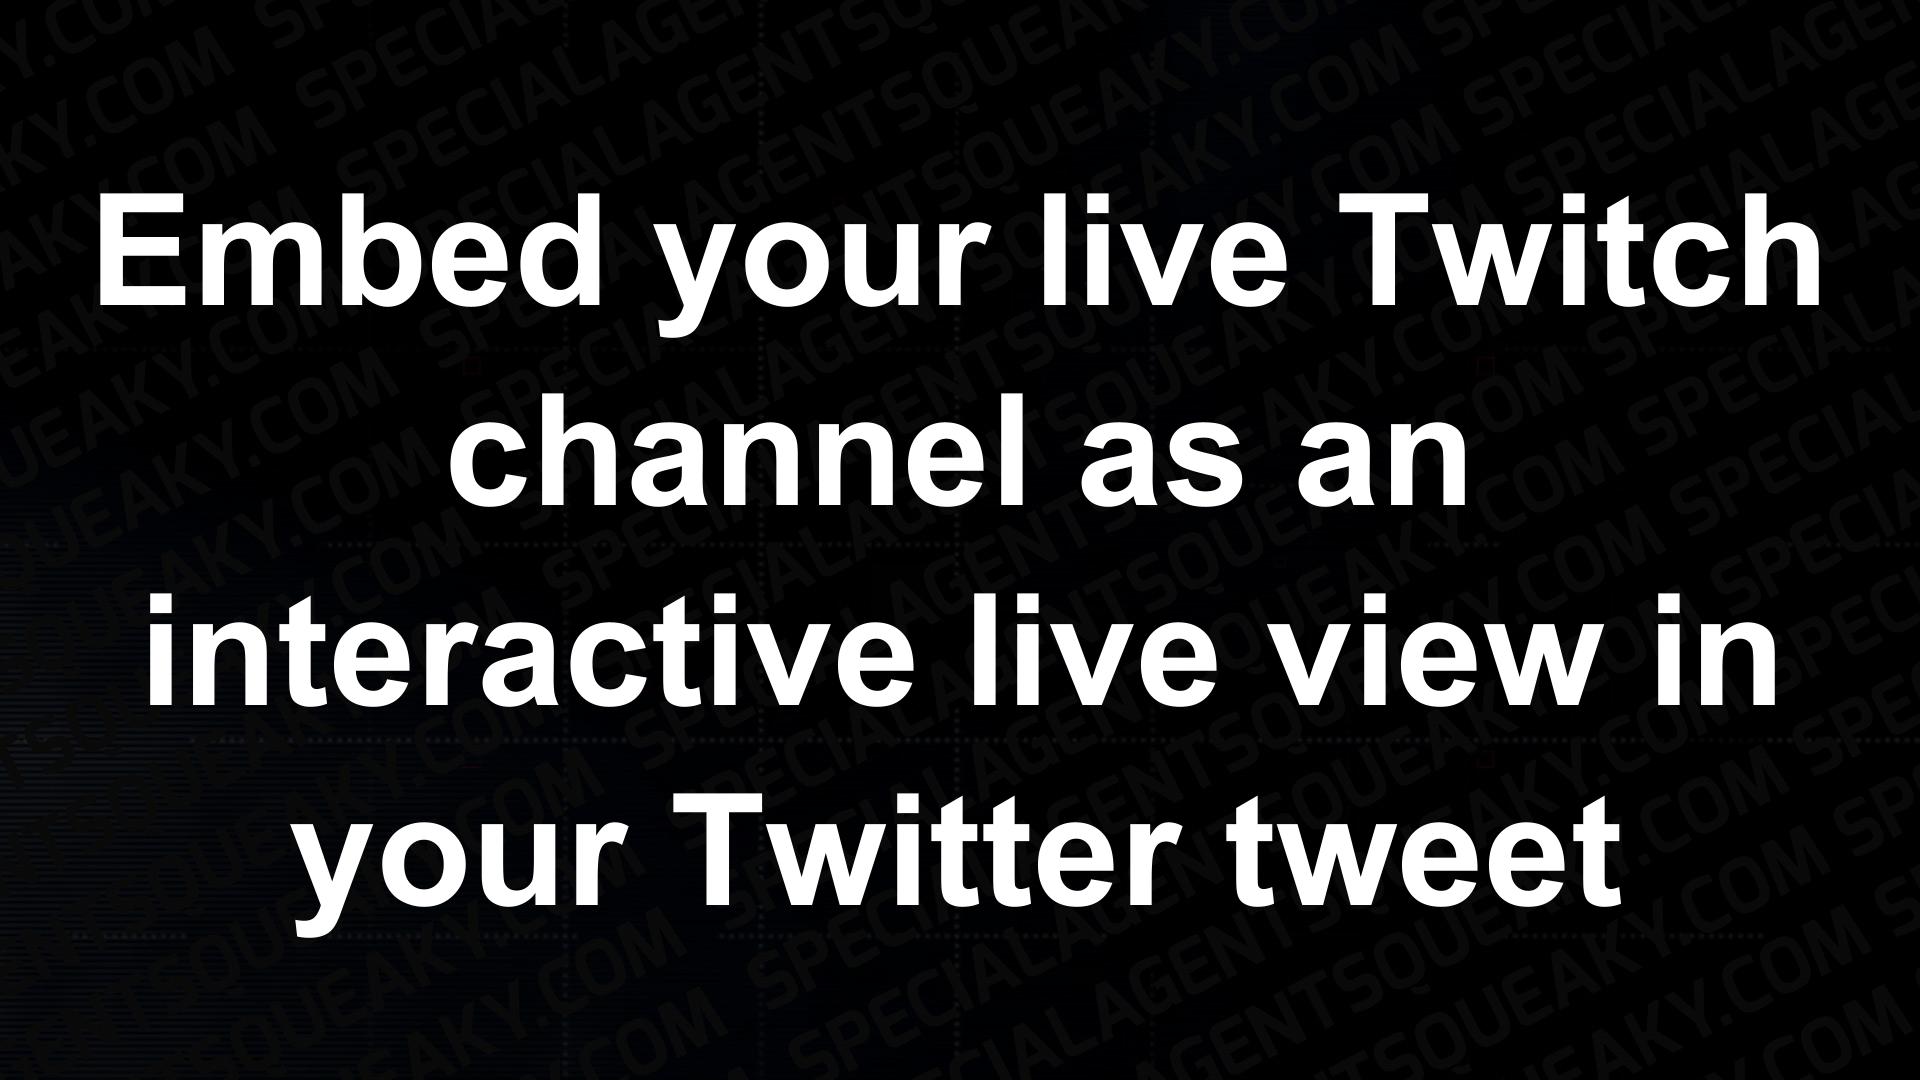 Embed your live Twitch
channel as an
interactive live view in
your Twitter tweet
SPECIALAGENTSQUEAKY.COM